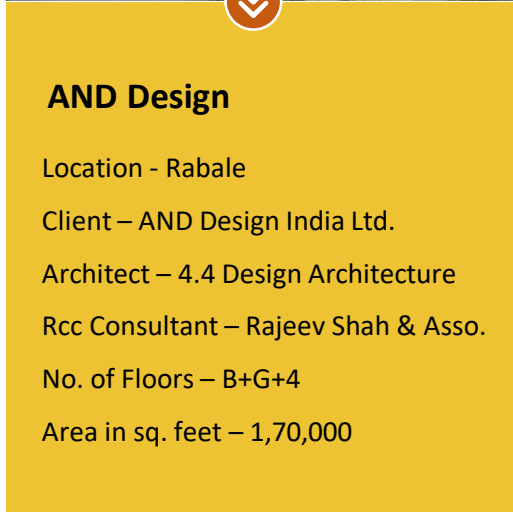 AND Design
Location - Rabale
Client – AND Design India Ltd.
Architect – 4.4 Design Architecture
Rcc Consultant – Rajeev Shah & Asso.
No. of Floors – B+G+4
Area in sq. feet – 1,70,000